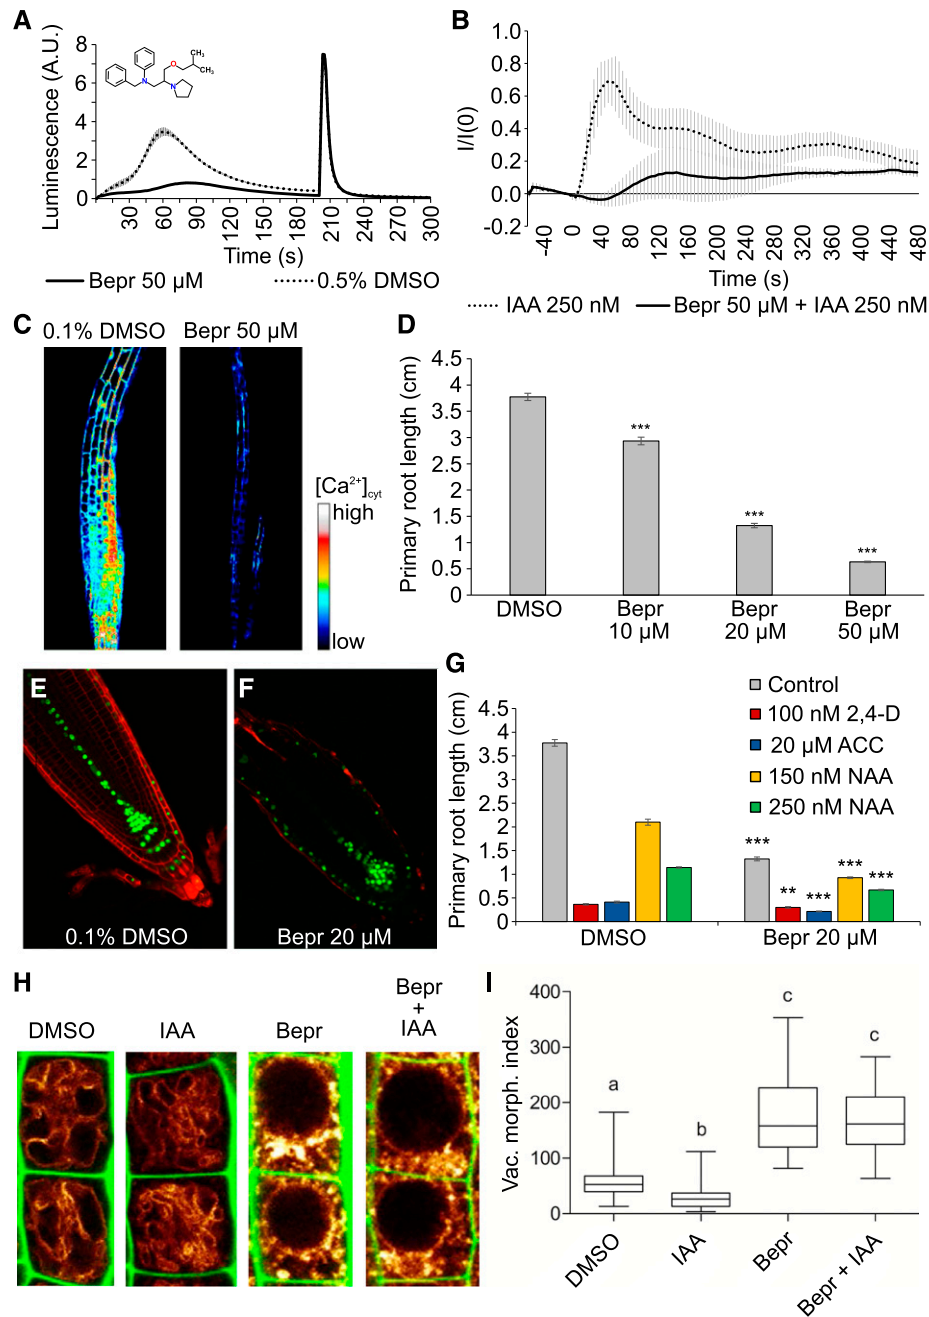 A
Luminescence (A.U.)
8
6
4
2
0
CH₃
O
CH₃
N
N
30
60
90
120
150
180
210
240
270
300
Time (s)
Bepr 50 µM
0.5% DMSO
B
I/I(0)
1.0
0.8
0.6
0.4
0.2
0.0
-0.2
-40
0
40
80
120
160
200
240
280
320
360
400
440
480
Time (s)
IAA 250 nM
Bepr 50 µM + IAA 250 nM
C
0.1% DMSO
Bepr 50 µM
[Ca²⁺]cyt
high
low
D
Primary root length (cm)
4.5
4
3.5
3
2.5
2
1.5
1
0.5
0
***
***
***
DMSO
Bepr
10 µM
Bepr
20 µM
Bepr
50 µM
E
0.1% DMSO
F
Bepr 20 µM
G
Control
100 nM 2,4-D
20 µM ACC
150 nM NAA
250 nM NAA
Primary root length (cm)
4.5
4
3.5
3
2.5
2
1.5
1
0.5
0
***
**
***
***
***
DMSO
Bepr 20 µM
H
DMSO
IAA
Bepr
Bepr
+
IAA
I
Vac. morph. index
400
300
200
100
0
a
b
c
c
DMSO
IAA
Bepr
Bepr + IAA